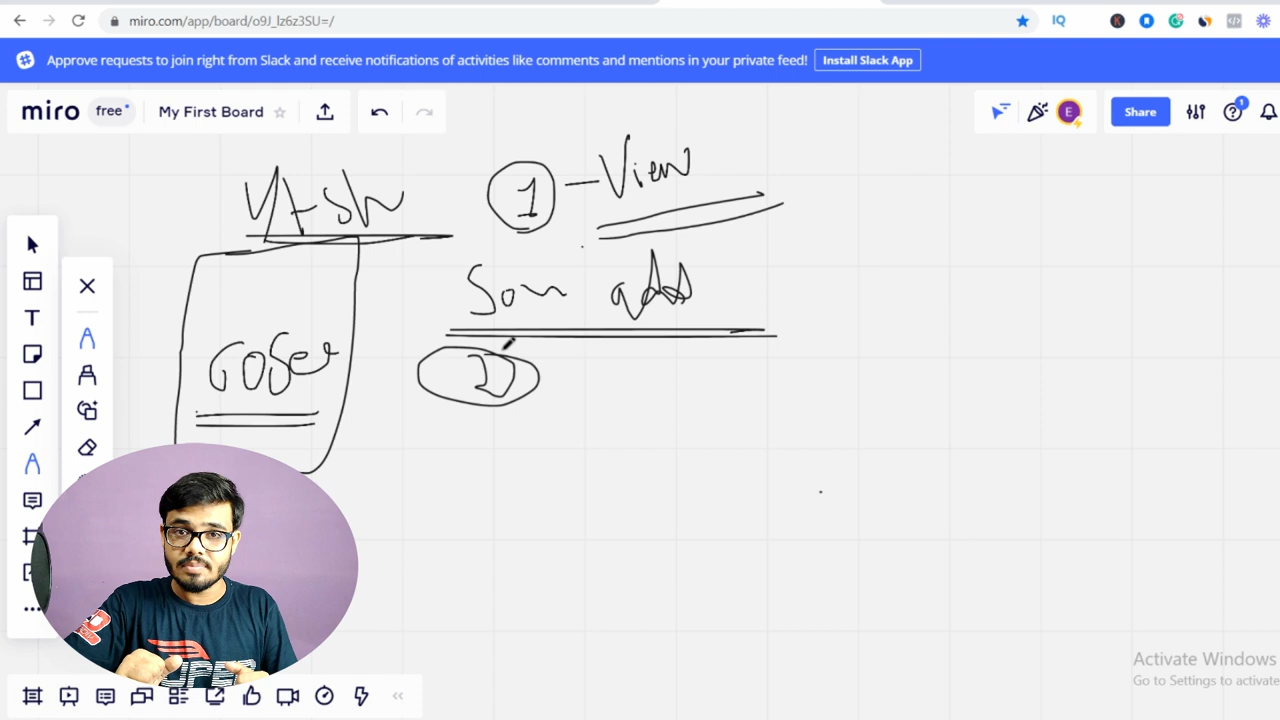 miro.com/app/board/o9J_lz6z3SU=/
IQ
Approve requests to join right from Slack and receive notifications of activities like comments and mentions in your private feed!
Install Slack App
miro
free
My First Board
E
Share
1
1 - View
2
Activate Windows
Go to Settings to activate